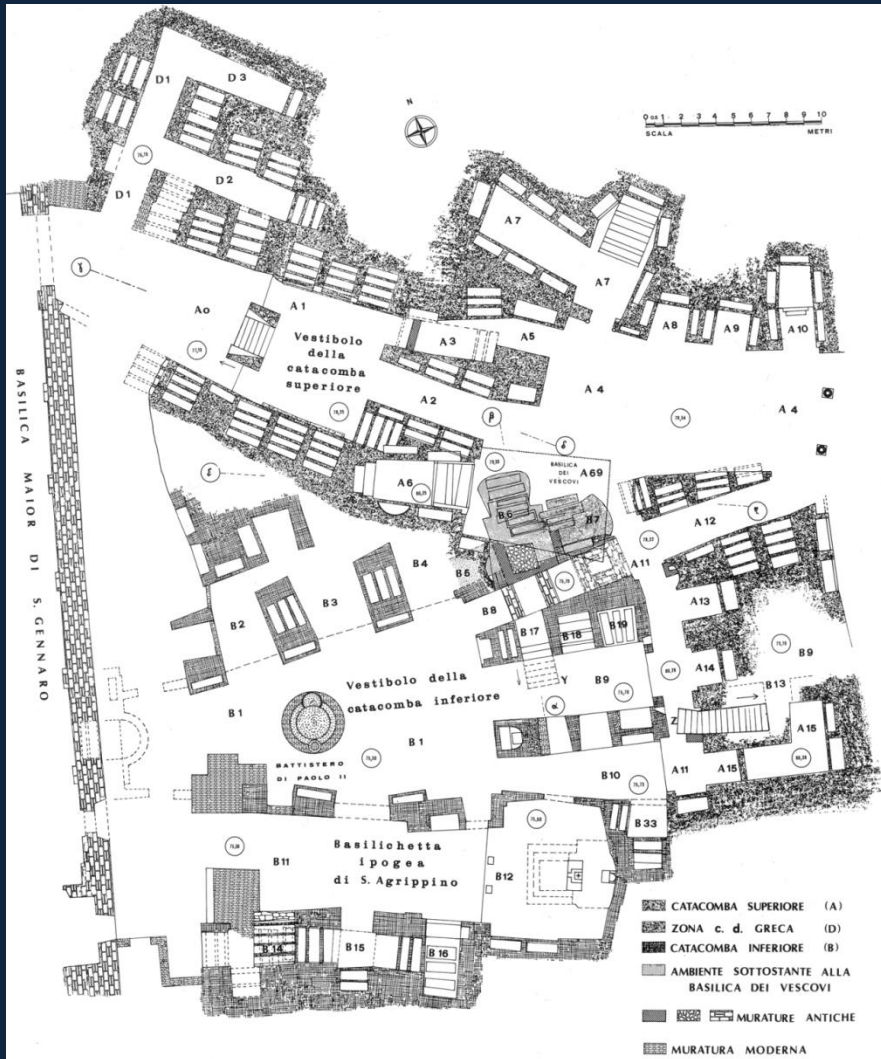 D1
D3
N
0 0,5 1 2 3 4 5 6 7 8 9 10
SCALA METRI
D2
D1
A7
A7
Ao
A1
Vestibolo
della
catacomba
superiore
A3
A5
A8
A9
A10
A2
A4
A4
BASILICA MAIOR DI S. GENNARO
β
δ
γ
A6
BASILICA
DEI
VESCOVI
A69
B6
B7
A12
A11
B4
B5
B3
B2
B8
B17
B18
B19
A13
A14
B9
B13
Vestibolo della
catacomba inferiore
Y
B9
α
Z
B1
B1
BATTISTERO
DI PAOLO II
B10
A11
A15
A15
B33
B11
Basilichetta
ipogea
di S. Agrippino
B12
B14
B15
B16
CATACOMBA SUPERIORE (A)
ZONA c. d. GRECA (D)
CATACOMBA INFERIORE (B)
AMBIENTE SOTTOSTANTE ALLA
BASILICA DEI VESCOVI
MURATURE ANTICHE
MURATURA MODERNA